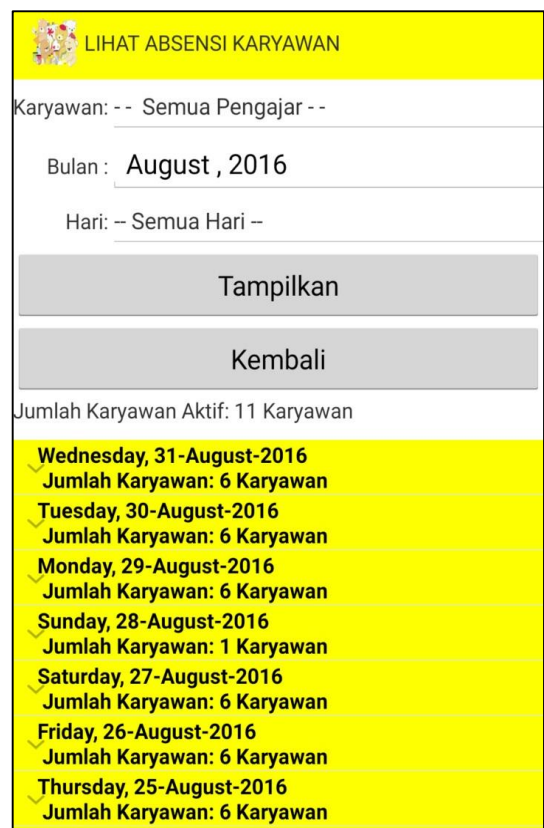 LIHAT ABSENSI KARYAWAN
Karyawan: - - Semua Pengajar - -
Bulan : August , 2016
Hari: -- Semua Hari --
Tampilkan
Kembali
Jumlah Karyawan Aktif: 11 Karyawan
Wednesday, 31-August-2016
Jumlah Karyawan: 6 Karyawan
Tuesday, 30-August-2016
Jumlah Karyawan: 6 Karyawan
Monday, 29-August-2016
Jumlah Karyawan: 6 Karyawan
Sunday, 28-August-2016
Jumlah Karyawan: 1 Karyawan
Saturday, 27-August-2016
Jumlah Karyawan: 6 Karyawan
Friday, 26-August-2016
Jumlah Karyawan: 6 Karyawan
Thursday, 25-August-2016
Jumlah Karyawan: 6 Karyawan